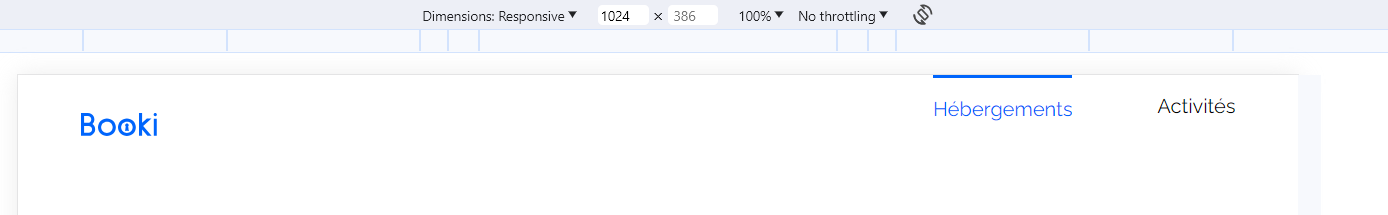 Dimensions: Responsive 1024 × 386 100% No throttling
Booki Hébergements Activités